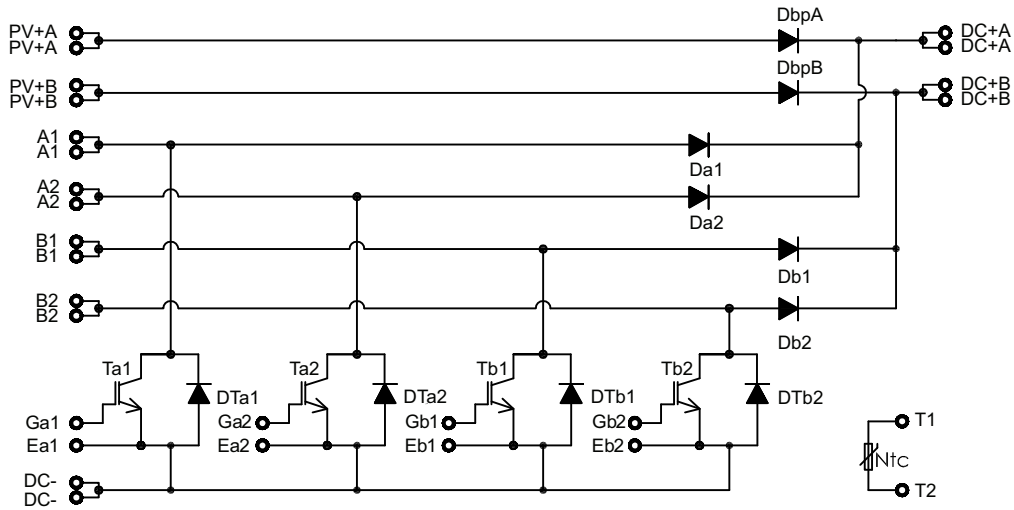 DbpA
PV+A
PV+A
DC+A
DC+A
DbpB
PV+B
PV+B
DC+B
DC+B
A1
A1
Da1
A2
A2
Da2
B1
B1
Db1
B2
B2
Db2
Ta1
Ta2
Tb1
Tb2
DTa1
DTa2
DTb1
DTb2
Ga1
Ga2
Gb1
Gb2
T1
Ea1
Ea2
Eb1
Eb2
Ntc
DC-
DC-
T2